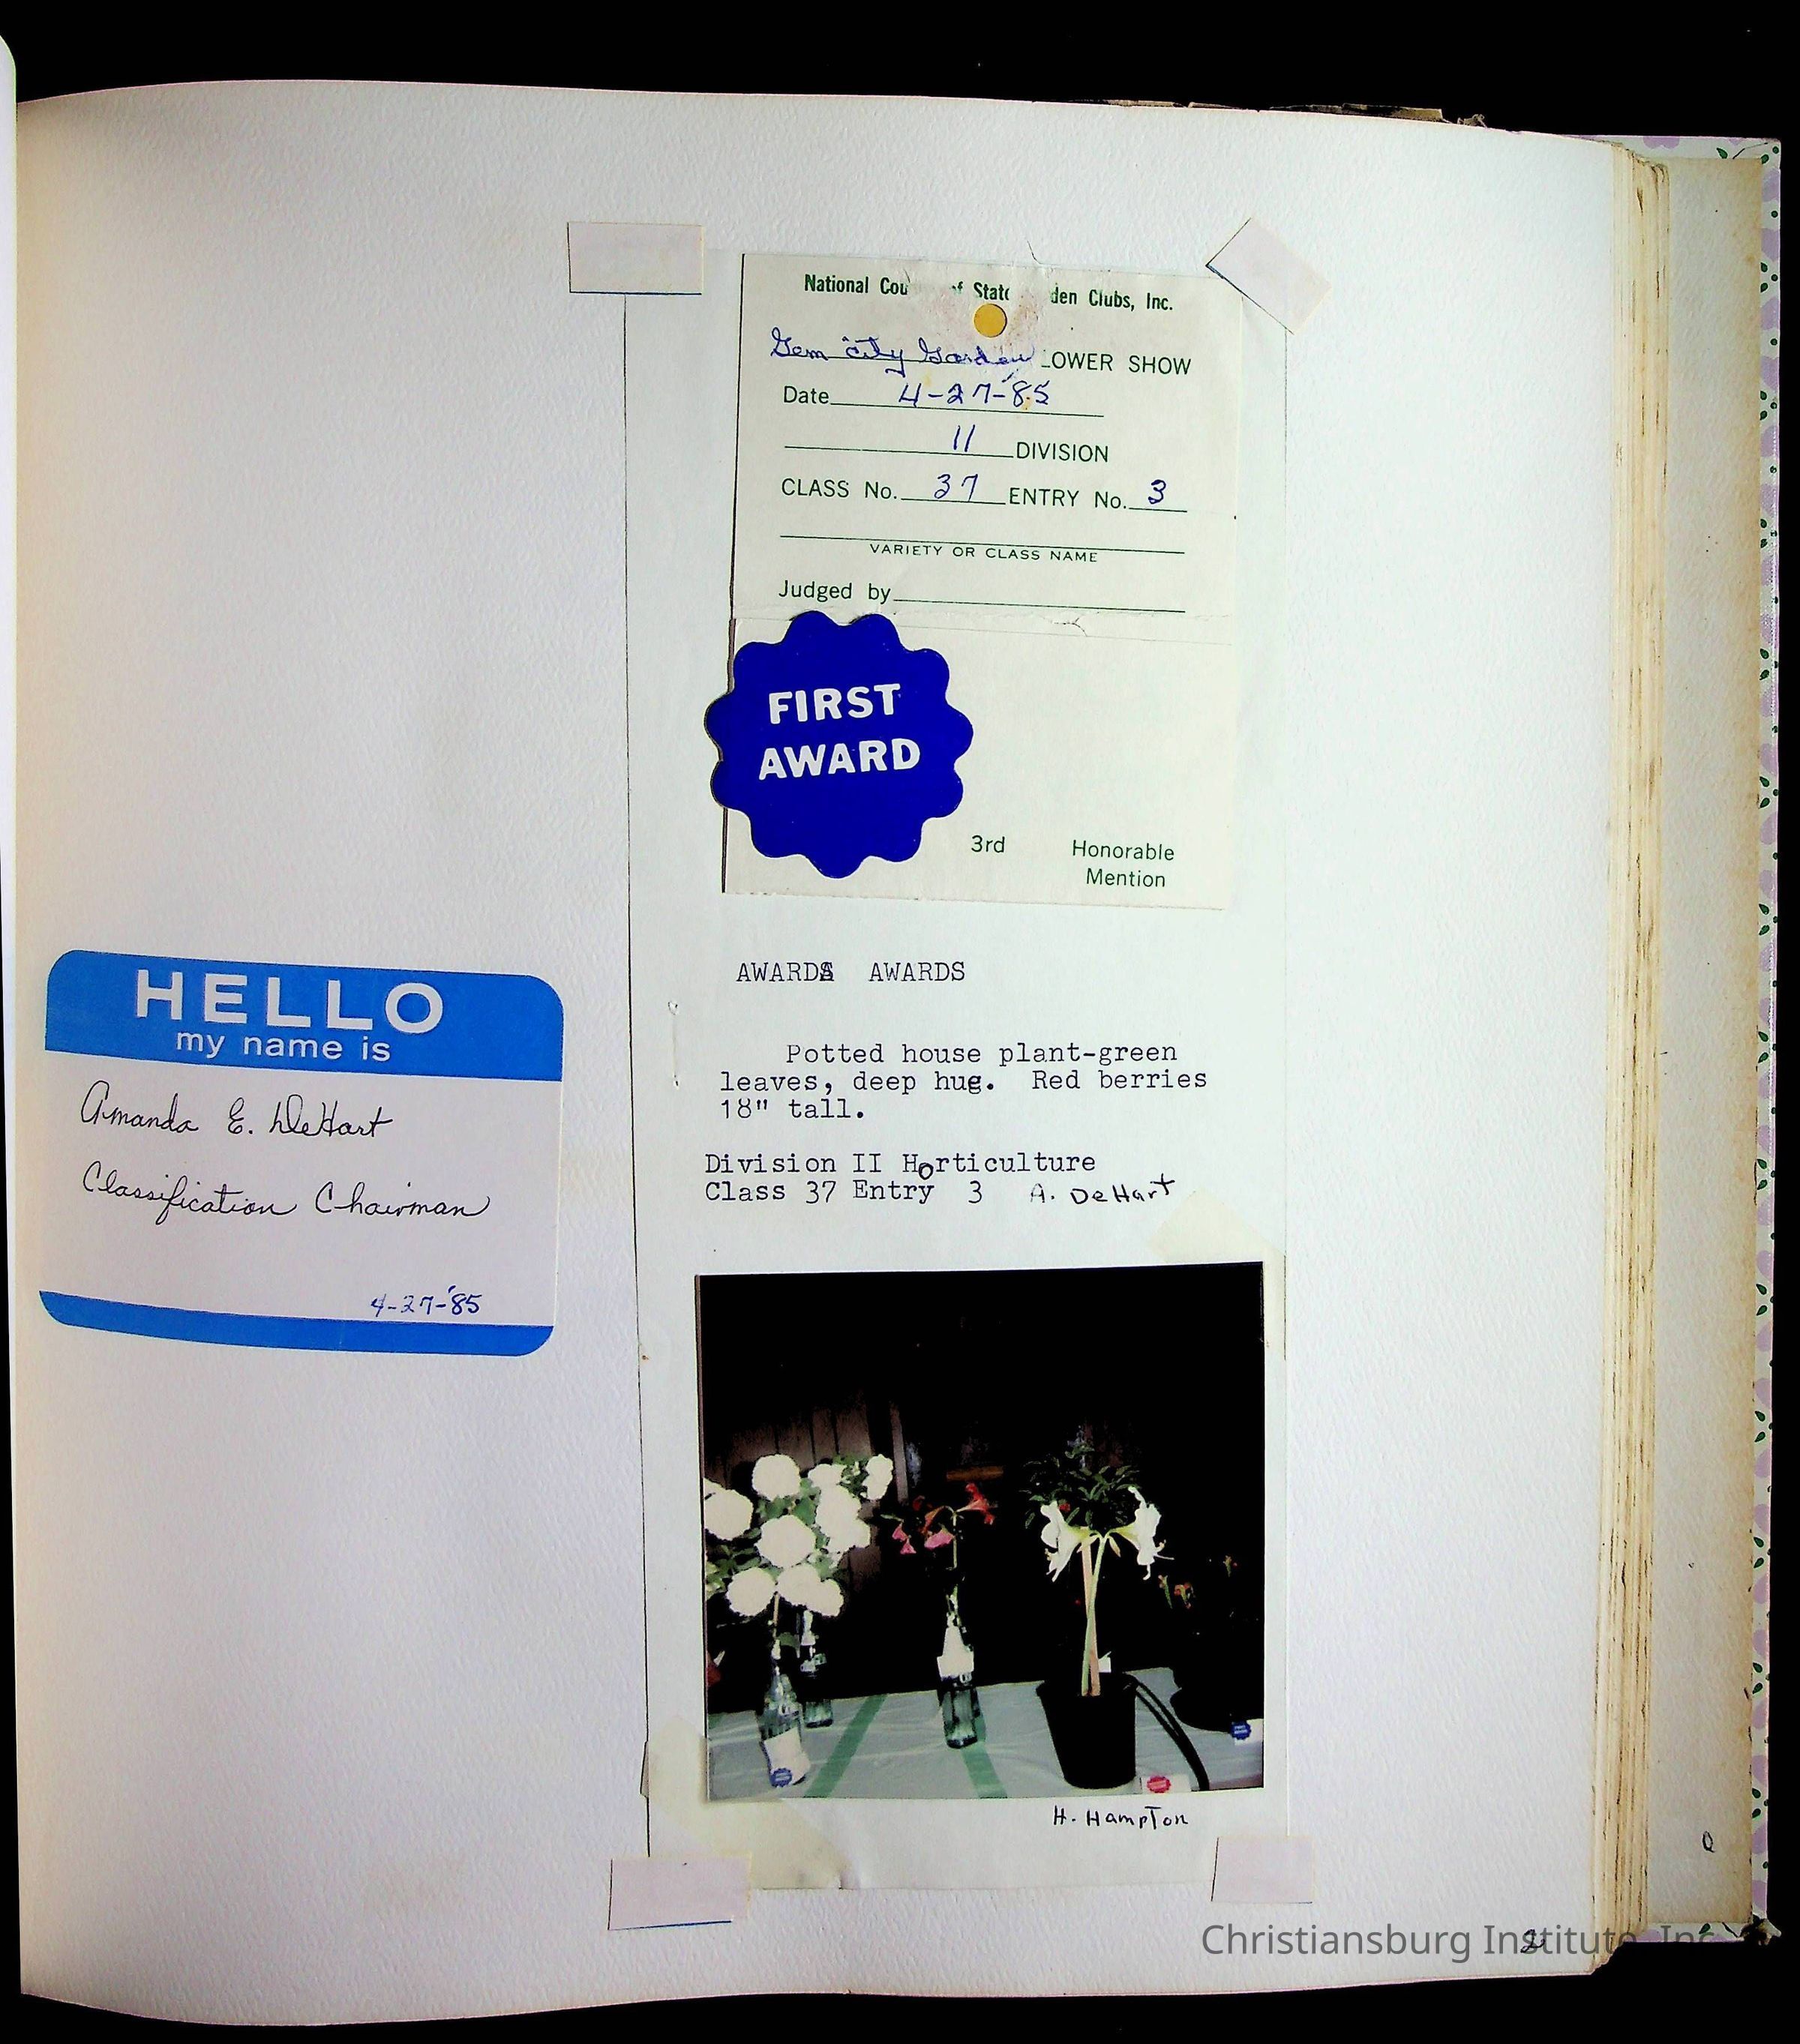 National Cou f State den Clubs, Inc.
Gem city Garden LOWER SHOW
Date 4-27-'85
11 DIVISION
CLASS No. 37 ENTRY No. 3
VARIETY OR CLASS NAME
Judged by
FIRST
AWARD
3rd Honorable
Mention
AWARDS AWARDS
HELLO
my name is
Amanda E. DeHart
Classification Chairman
4-27-'85
Potted house plant-green
leaves, deep hug. Red berries
18" tall.
Division II Horticulture
Class 37 Entry 3 A. DeHart
H. Hampton
Christiansburg Institute, Inc.
2